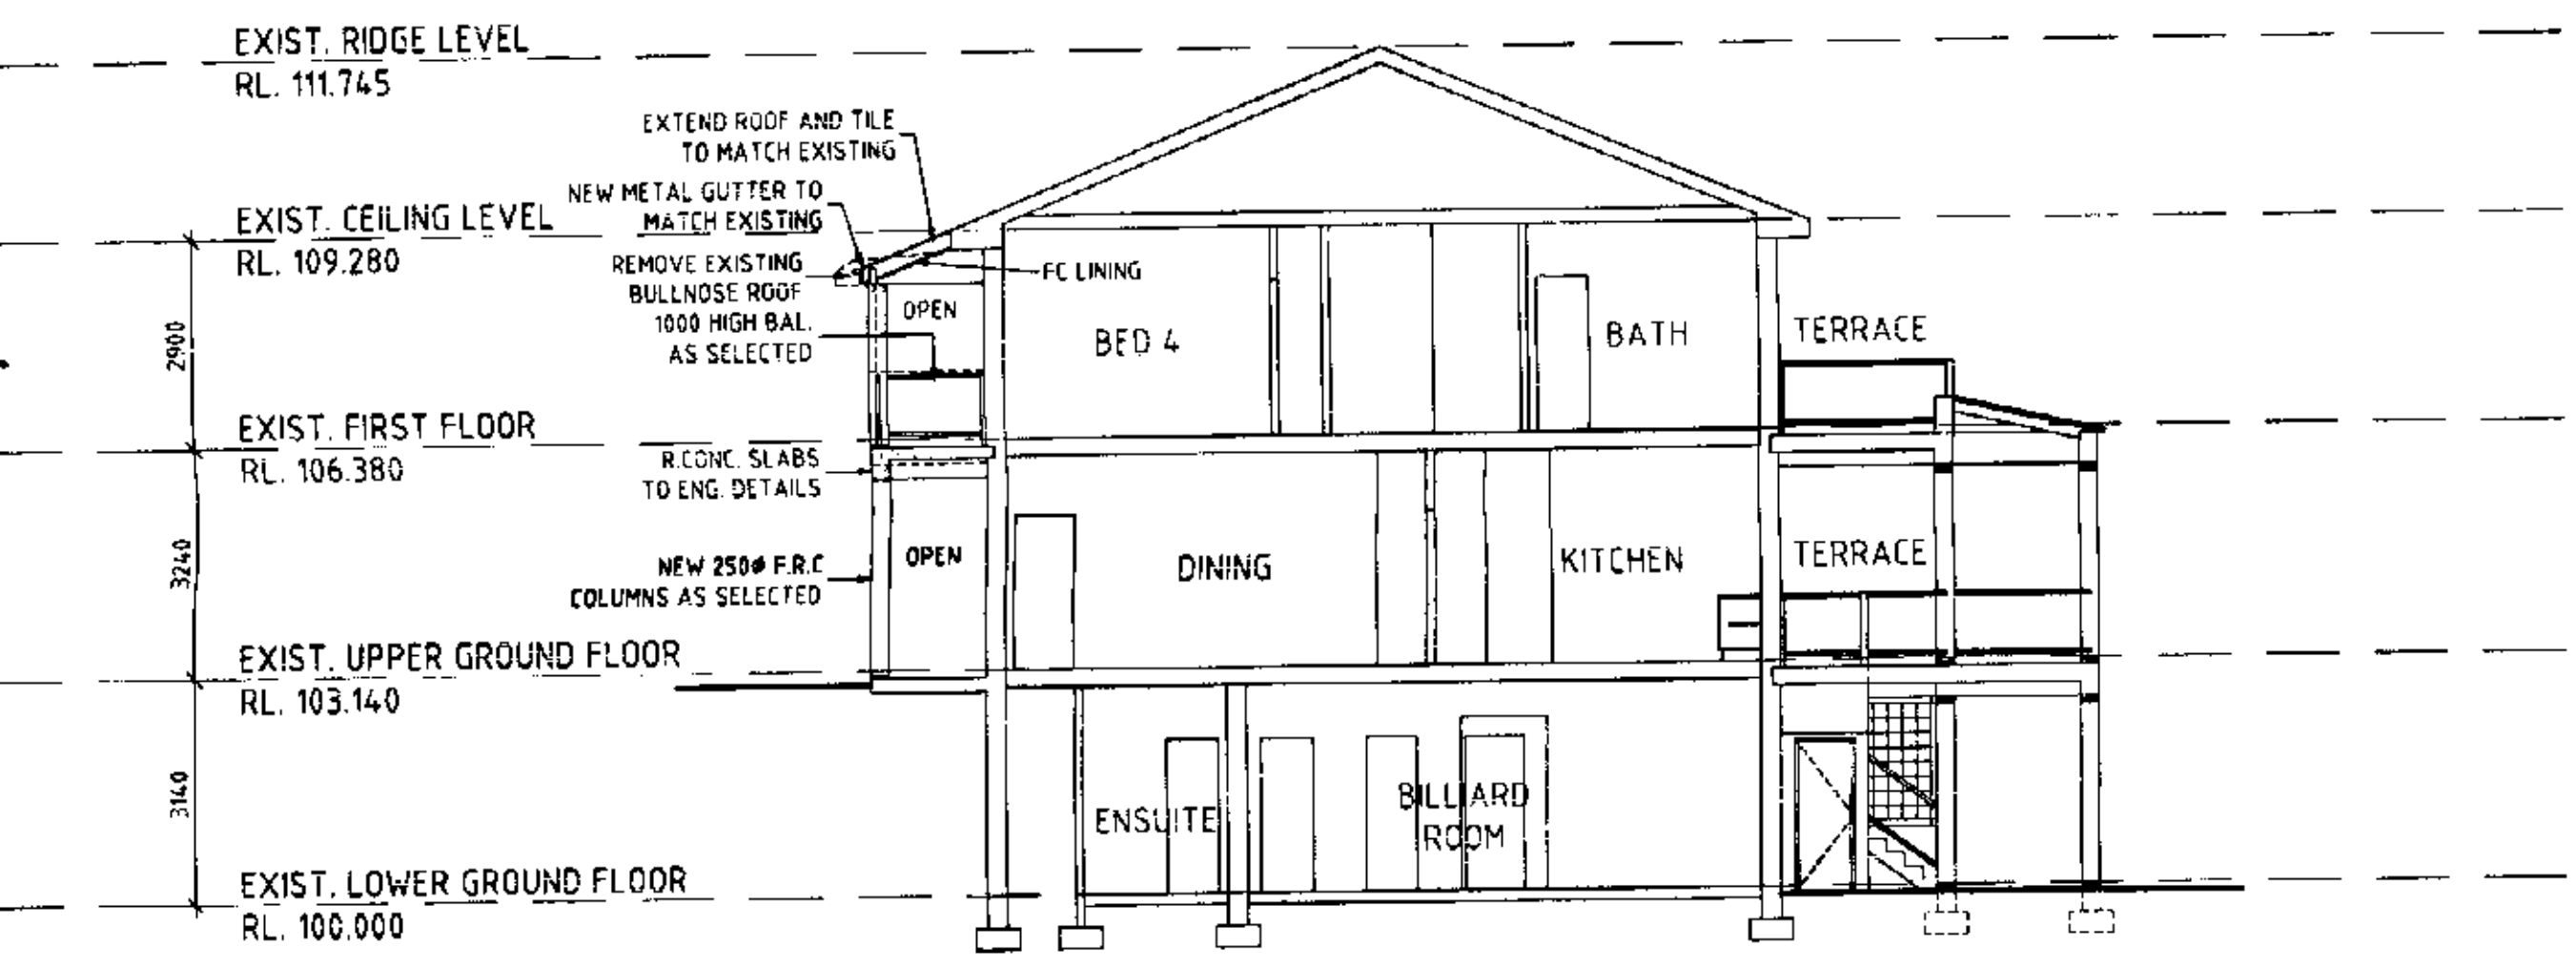 EXIST. RIDGE LEVEL
RL. 111.745
EXTEND ROOF AND TILE
TO MATCH EXISTING
NEW METAL GUTTER TO
MATCH EXISTING
EXIST. CEILING LEVEL
RL. 109.280
REMOVE EXISTING
BULLNOSE ROOF
1000 HIGH BAL.
AS SELECTED
FC LINING
OPEN
BED 4
BATH
TERRACE
2900
EXIST. FIRST FLOOR
RL. 106.380
R.CONC. SLABS
TO ENG. DETAILS
NEW 250Ø F.R.C
COLUMNS AS SELECTED
OPEN
DINING
KITCHEN
TERRACE
3240
EXIST. UPPER GROUND FLOOR
RL. 103.140
3140
ENSUITE
BILLIARD
ROOM
EXIST. LOWER GROUND FLOOR
RL. 100.000